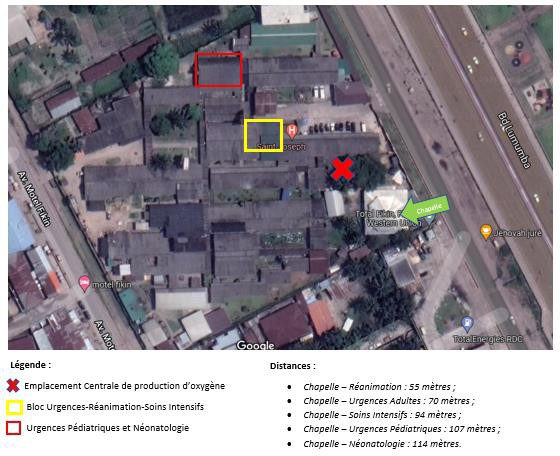 Bd Lumumba
Saint Joseph
Av. Motel Fikin
Chapelle
Total Fikin,
Western Un
Jehovah jure
motel fikin
Av. Mot
TotalEnergies RDC
Google
Légende :
Emplacement Centrale de production d'oxygène
Bloc Urgences-Réanimation-Soins Intensifs
Urgences Pédiatriques et Néonatologie
Distances :
• Chapelle – Réanimation : 55 mètres ;
• Chapelle – Urgences Adultes : 70 mètres ;
• Chapelle – Soins Intensifs : 94 mètres ;
• Chapelle – Urgences Pédiatriques : 107 mètres ;
• Chapelle – Néonatologie : 114 mètres.